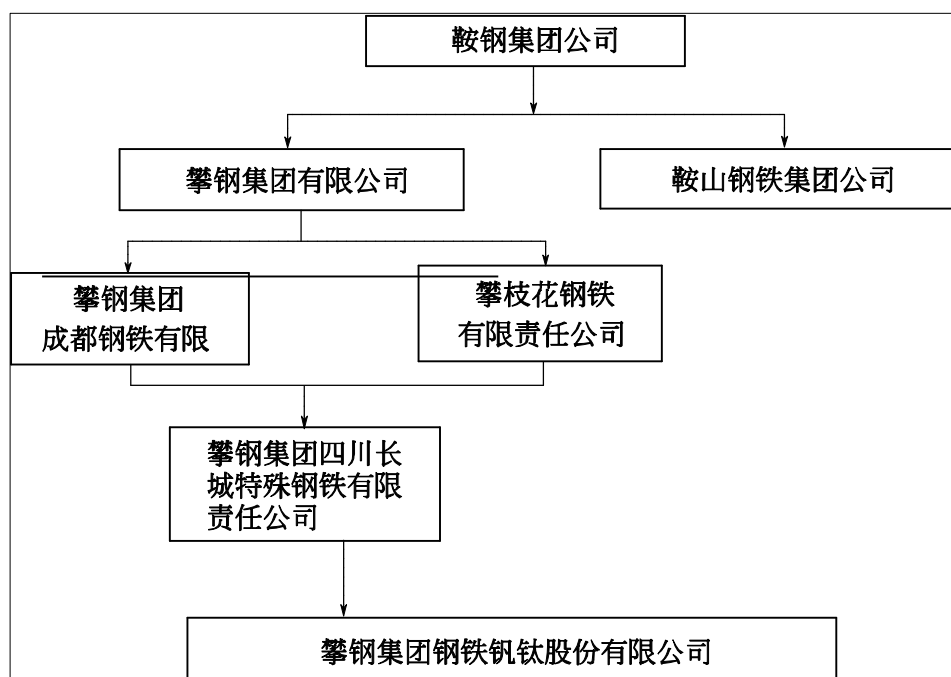 鞍钢集团公司
攀钢集团有限公司
鞍山钢铁集团公司
攀钢集团
成都钢铁有限
攀枝花钢铁
有限责任公司
攀钢集团四川长
城特殊钢铁有限
责任公司
攀钢集团钢铁钒钛股份有限公司